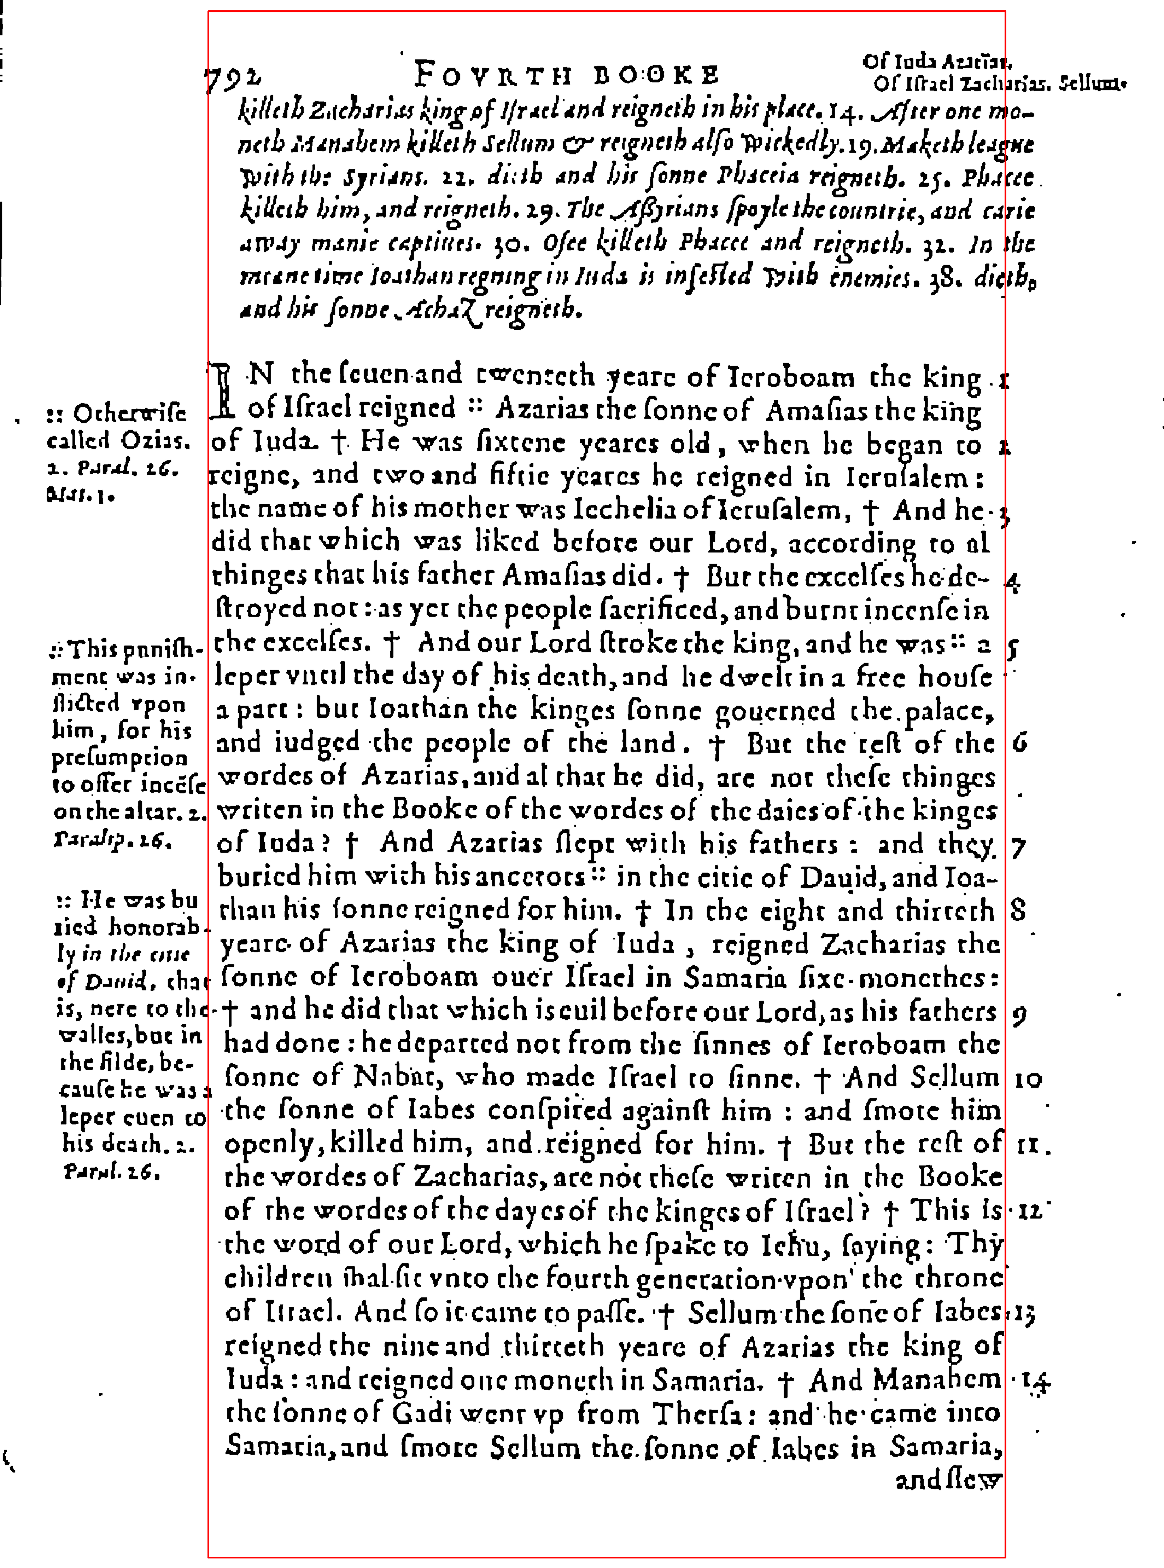 792 FOVRTH BOOKE
Of Iuda Azarias.
Of Iſrael Zacharias. Sellum.
killeth Zacharias king of Iſrael and reigneth in his place. 14. After one mo-
neth Manahem killeth Sellum & reigneth alſo wickedly. 19. Maketh league
with the Syrians. 22. dieth and his ſonne Phaceia reigneth. 25. Phacee
killeth him, and reigneth. 29. The Aſſyrians ſpoyle the countrie, and carie
away manie captiues. 30. Oſee killeth Phacee and reigneth. 32. In the
meane time Ioathan regning in Iuda is infeſted with enemies. 38. dieth,
and his ſonne Achaz reigneth.
IN the ſeuen and twenteth yeare of Ieroboam the king 1
of Iſrael reigned :: Azarias the ſonne of Amaſias the king
of Iuda. † He was ſixtene yeares old, when he began to 2
reigne, and two and fiftie yeares he reigned in Ieruſalem:
the name of his mother was Iechelia of Ieruſalem, † And he 3
did that which was liked before our Lord, according to al
thinges that his father Amaſias did. † But the excelſes he de- 4
ſtroyed not: as yet the people ſacrificed, and burnt incenſe in
the excelſes. † And our Lord ſtroke the king, and he was :: a 5
leper vntil the day of his death, and he dwelt in a free houſe
a part: but Ioathan the kinges ſonne gouerned the palace,
and iudged the people of the land. † But the reſt of the 6
wordes of Azarias, and al that he did, are not theſe thinges
writen in the Booke of the wordes of the daies of the kinges
of Iuda? † And Azarias ſlept with his fathers: and they 7
buried him with his anceters :: in the citie of Dauid, and Ioa-
than his ſonne reigned for him. † In the eight and thirteth 8
yeare of Azarias the king of Iuda, reigned Zacharias the
ſonne of Ieroboam ouer Iſrael in Samaria ſixe monethes:
† and he did that which is euil before our Lord, as his fathers 9
had done: he departed not from the ſinnes of Ieroboam the
ſonne of Nabat, who made Iſrael to ſinne. † And Sellum 10
the ſonne of Iabes conſpired againſt him: and ſmote him
openly, killed him, and reigned for him. † But the reſt of 11.
the wordes of Zacharias, are not theſe writen in the Booke
of the wordes of the dayes of the kinges of Iſrael? † This is 12
the word of our Lord, which he ſpake to Iehu, ſaying: Thy
children ſhal ſit vnto the fourth generation vpon the throne
of Iſrael. And ſo it came to paſſe. † Sellum the ſone of Iabes 13
reigned the nine and thirteth yeare of Azarias the king of
Iuda: and reigned one moneth in Samaria. † And Manahem 14
the ſonne of Gadi went vp from Therſa: and he came into
Samaria, and ſmote Sellum the ſonne of Iabes in Samaria,
and ſlew
:: Otherwiſe
called Ozias.
2. Paral. 26.
Mat. 1.
:: This puniſh-
ment was in-
flicted vpon
him, for his
preſumption
to offer incēſe
on the altar. 2.
Paralip. 26.
:: He was bu
ried honorab-
ly in the citie
of Dauid, that
is, nere to the
walles, but in
the filde, be-
cauſe he was a
leper euen to
his death. 2.
Paral. 26.